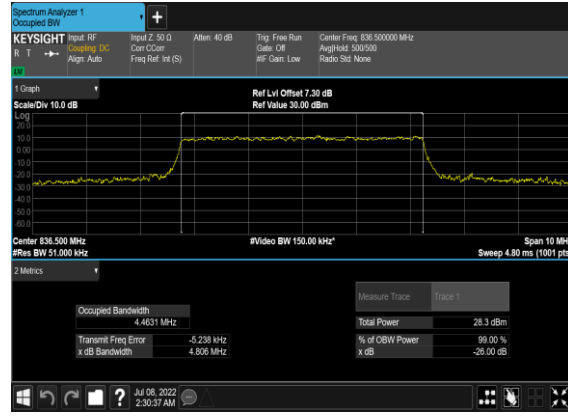 Spectrum Analyzer 1
Occupied BW
KEYSIGHT Input: RF Input Z: 50 Ω Atten: 40 dB Trig: Free Run Center Freq: 836.500000 MHz
R T Coupling: DC Corr CCorr Gate: Off Avg|Hold: 500/500
Align: Auto Freq Ref: Int (S) #IF Gain: Low Radio Std: None
LM
1 Graph
Ref Lvl Offset 7.30 dB
Scale/Div 10.0 dB Ref Value 30.00 dBm
Log
20.0
10.0
0.00
-10.0
-20.0
-30.0
-40.0
-50.0
-60.0
Center 836.500 MHz #Video BW 150.00 kHz* Span 10 MH
#Res BW 51.000 kHz Sweep 4.80 ms (1001 pts
2 Metrics
Measure Trace Trace 1
Occupied Bandwidth
4.4631 MHz Total Power 28.3 dBm
Transmit Freq Error -5.238 kHz % of OBW Power 99.00 %
x dB Bandwidth 4.806 MHz x dB -26.00 dB
? Jul 08, 2022
2:30:37 AM